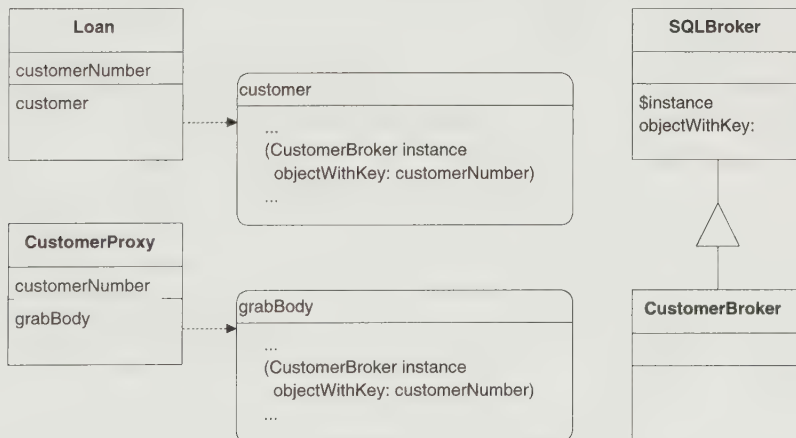 Loan
customerNumber
customer
customer
...
(CustomerBroker instance
objectWithKey: customerNumber)
...
SQLBroker
$instance
objectWithKey:
CustomerProxy
customerNumber
grabBody
grabBody
...
(CustomerBroker instance
objectWithKey: customerNumber)
...
CustomerBroker